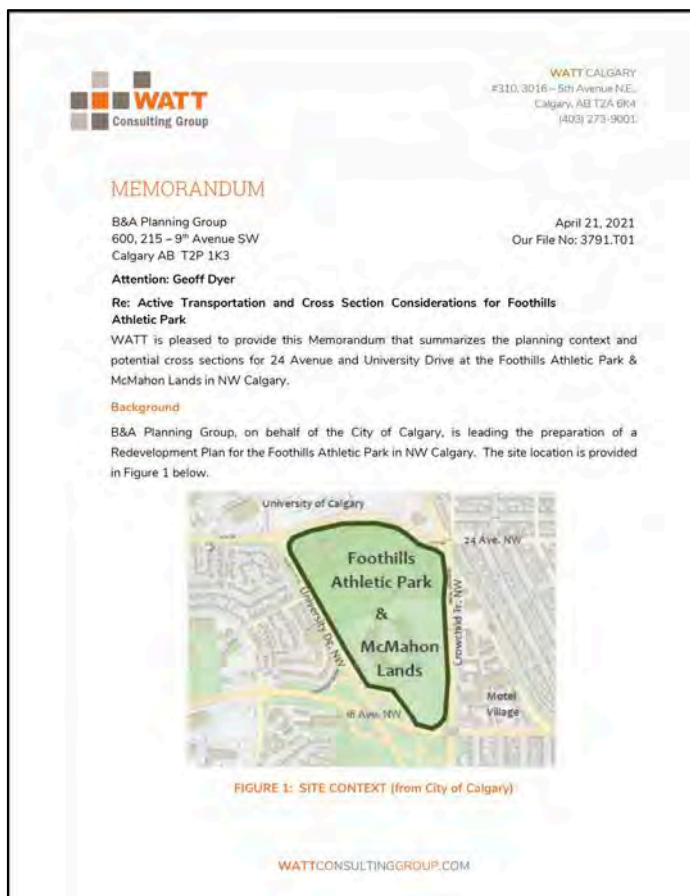 WATT
Consulting Group
WATT CALGARY
#310, 3016 – 5th Avenue N.E.
Calgary, AB T2A 6K4
(403) 273-9001
MEMORANDUM
B&A Planning Group
600, 215 – 9th Avenue SW
Calgary AB T2P 1K3
April 21, 2021
Our File No: 3791.T01
Attention: Geoff Dyer
Re: Active Transportation and Cross Section Considerations for Foothills
Athletic Park
WATT is pleased to provide this Memorandum that summarizes the planning context and
potential cross sections for 24 Avenue and University Drive at the Foothills Athletic Park &
McMahon Lands in NW Calgary.
Background
B&A Planning Group, on behalf of the City of Calgary, is leading the preparation of a
Redevelopment Plan for the Foothills Athletic Park in NW Calgary. The site location is provided
in Figure 1 below.
University of Calgary
24 Ave. NW
Foothills
Athletic Park
&
McMahon
Lands
University Dr. NW
Crowchild Tr. NW
16 Ave. NW
Motel
Village
FIGURE 1: SITE CONTEXT (from City of Calgary)
WATTCONSULTINGGROUP.COM